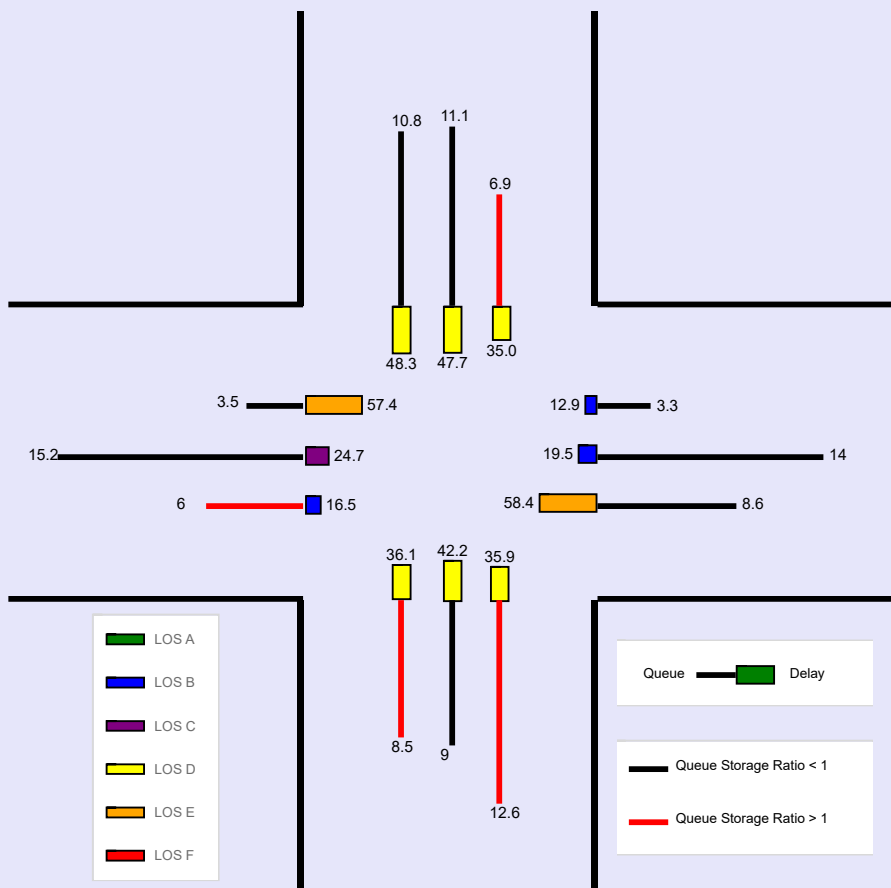 10.8
11.1
6.9
48.3
47.7
35.0
3.5
57.4
12.9
3.3
15.2
24.7
19.5
14
6
16.5
58.4
8.6
36.1
42.2
35.9
8.5
9
12.6
LOS A
LOS B
LOS C
LOS D
LOS E
LOS F
Queue Delay
Queue Storage Ratio < 1
Queue Storage Ratio > 1